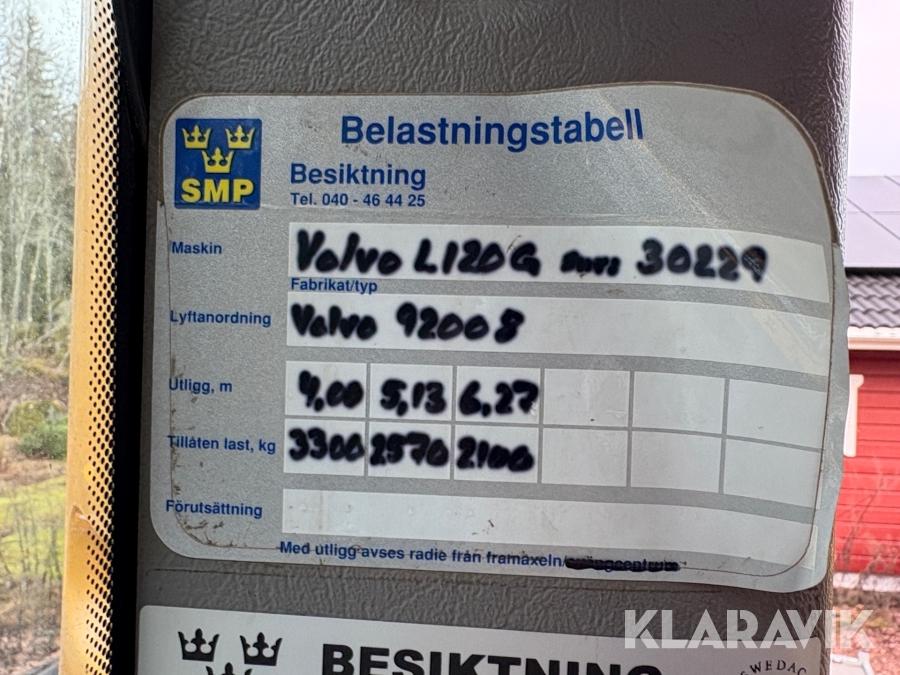 SMP
Belastningstabell
Besiktning
Tel. 040 - 46 44 25
Maskin Volvo L120G 30229
Fabrikat/typ
Lyftanordning Volvo 92008
Utligg, m 4,00 5,13 6,27
Tillåten last, kg 3300 2570 2100
Förutsättning
Med utligg avses radie från framaxeln/
KLARAVIK
BESIKTNING
SWEDAC